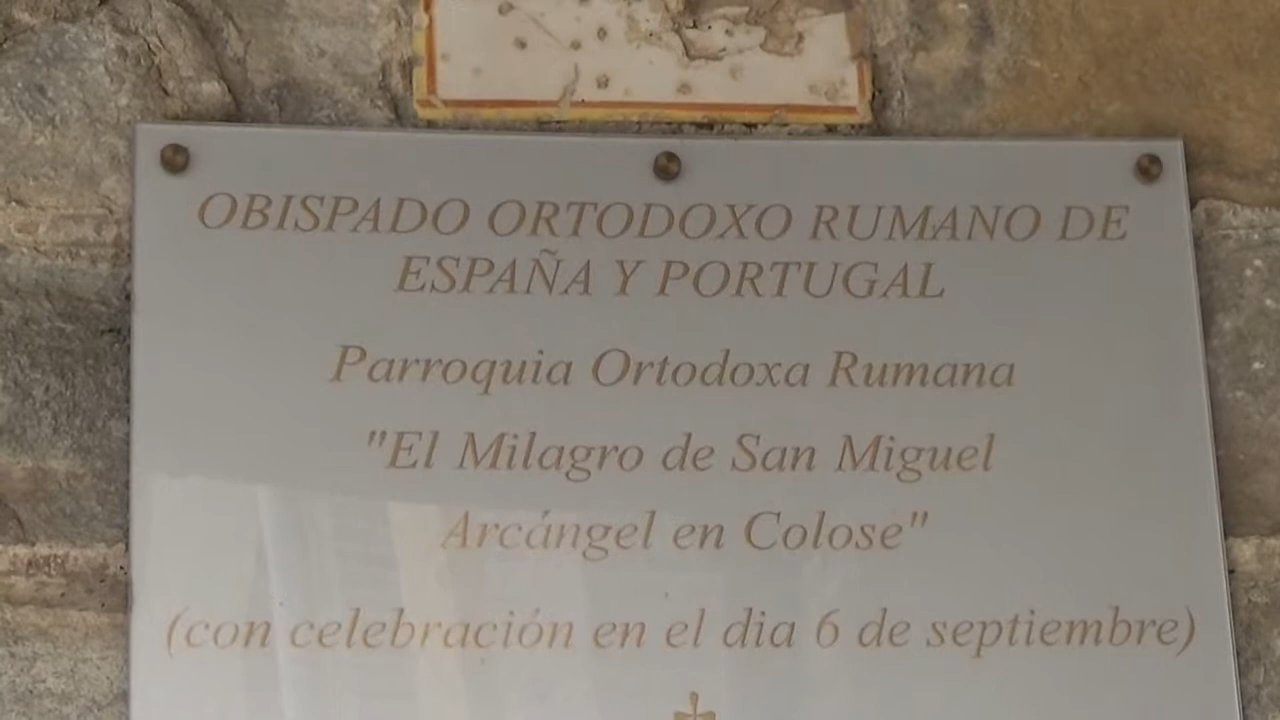 OBISPADO ORTODOXO RUMANO DE
ESPAÑA Y PORTUGAL
Parroquia Ortodoxa Rumana
"El Milagro de San Miguel
Arcángel en Colose"
(con celebración en el dia 6 de septiembre)